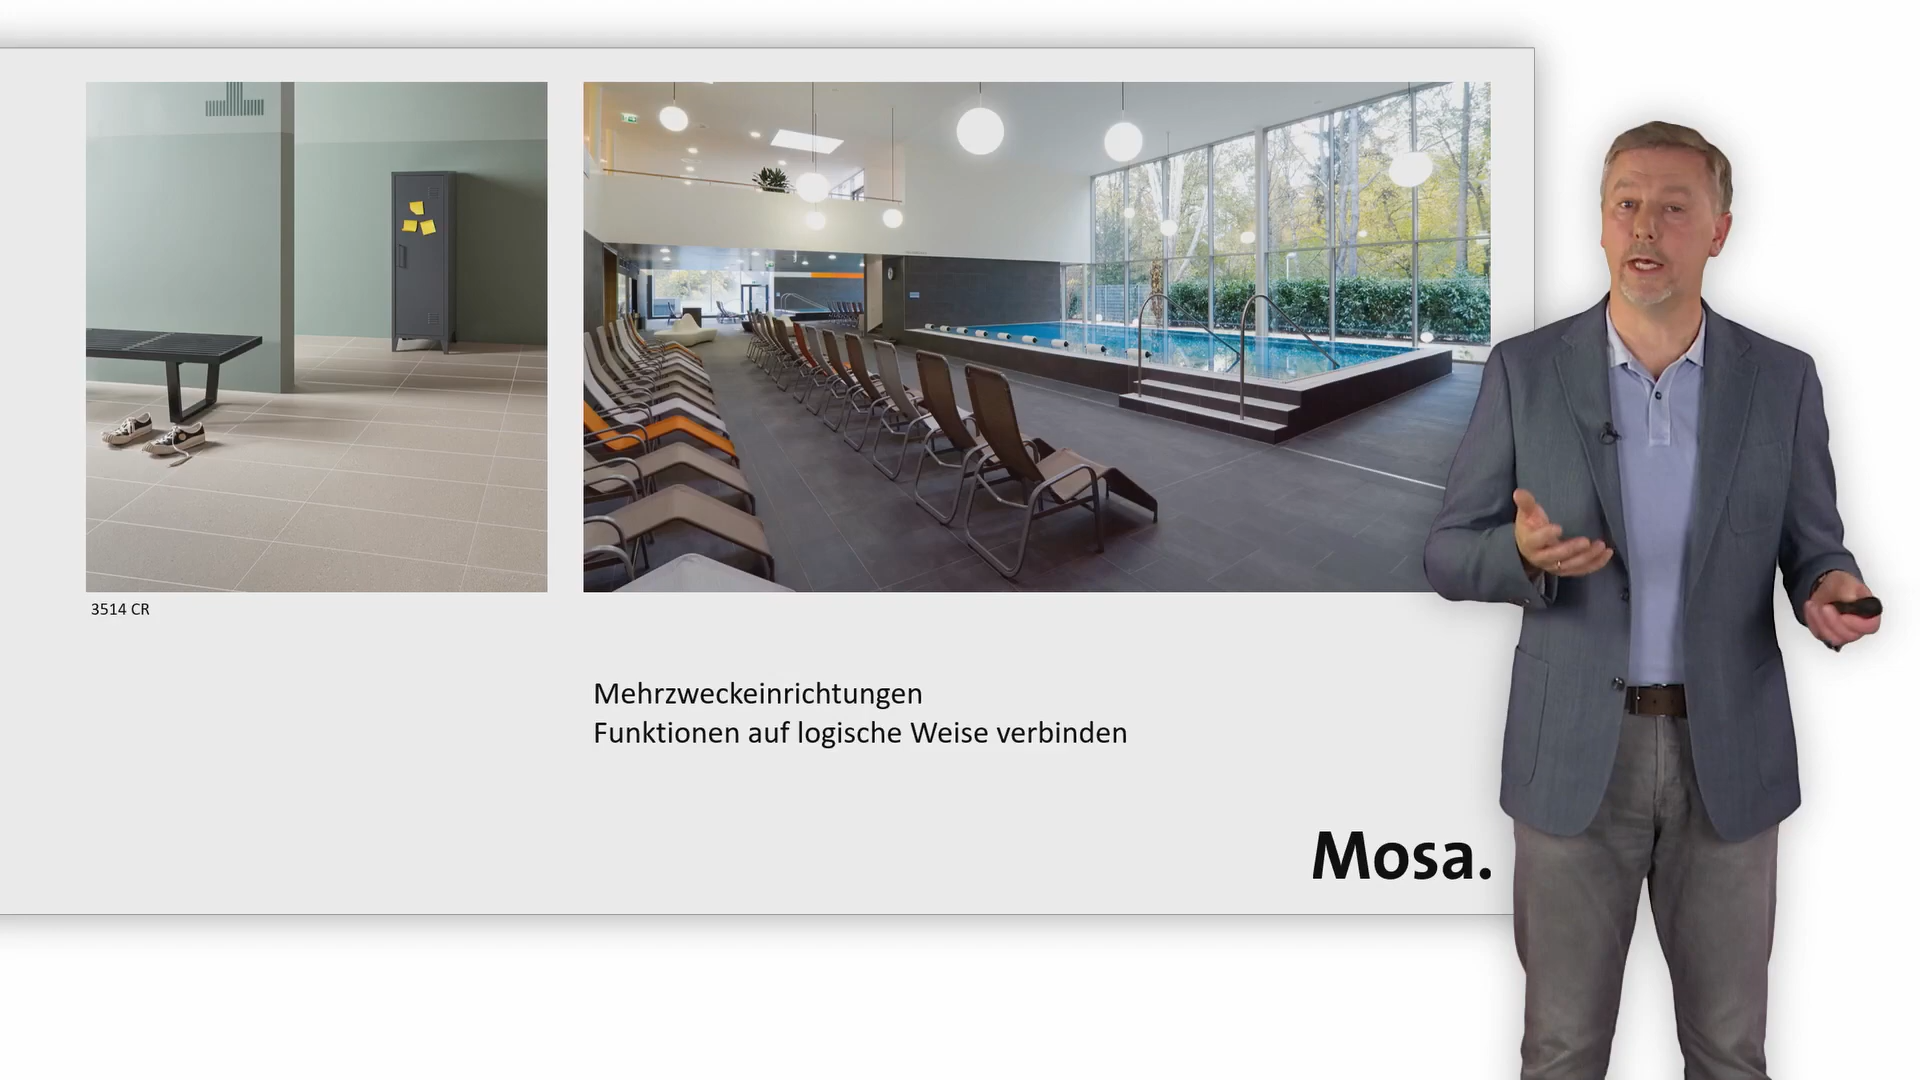 3514 CR
Mehrzweckeinrichtungen
Funktionen auf logische Weise verbinden
Mosa.